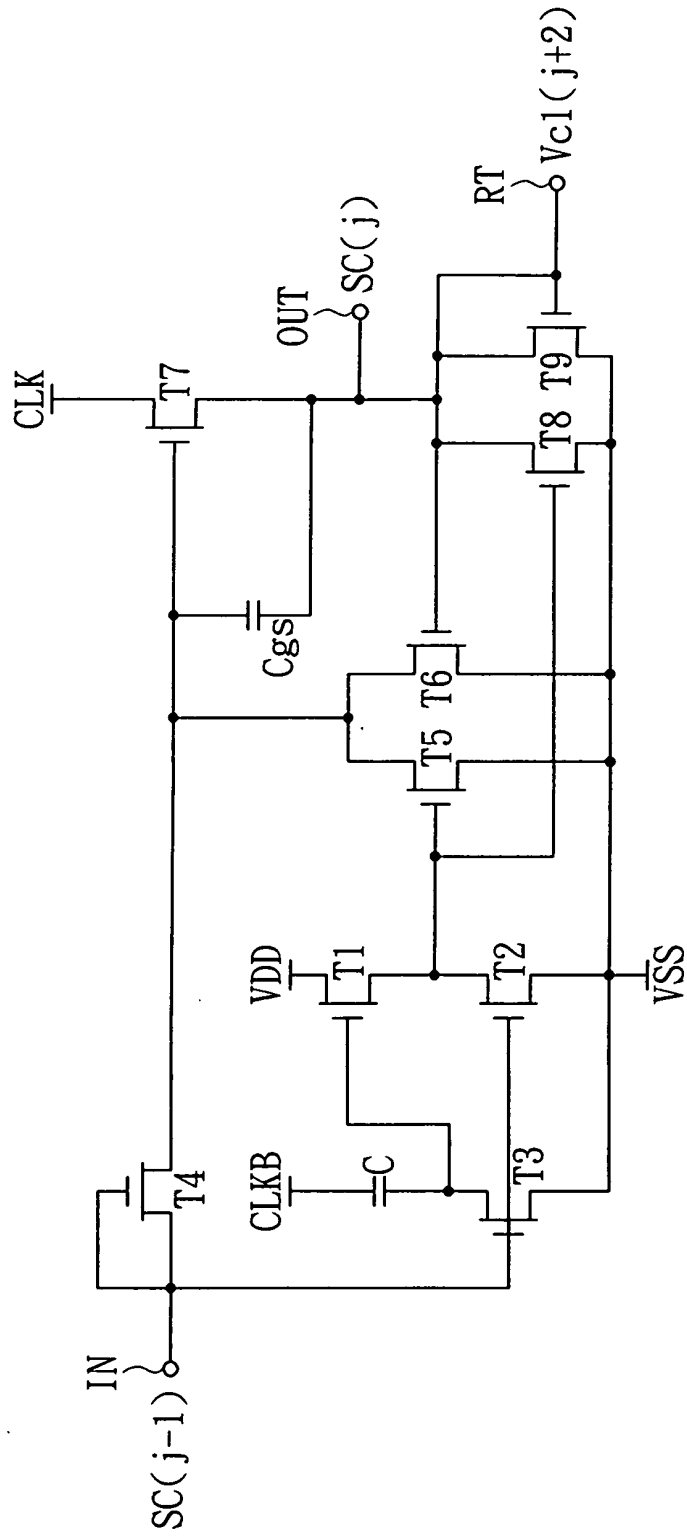 CLK
T7
OUT
SC(j)
RT
Vc1(j+2)
Cgs
T6
T5
T8
T9
VDD
T1
T2
VSS
CLKB
C
T3
T4
IN
SC(j-1)